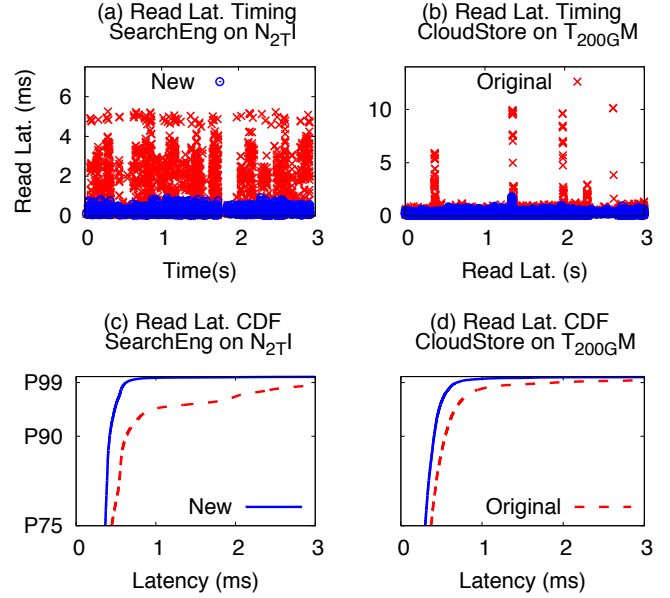 (a) Read Lat. Timing
SearchEng on N₂TI
New
Read Lat. (ms)
6
4
2
0
0 1 2 3
Time(s)
(b) Read Lat. Timing
CloudStore on T₂₀₀GM
Original
10
5
0
0 1 2 3
Read Lat. (s)
(c) Read Lat. CDF
SearchEng on N₂TI
P99
P90
P75
New
0 1 2 3
Latency (ms)
(d) Read Lat. CDF
CloudStore on T₂₀₀GM
Original
0 1 2 3
Latency (ms)